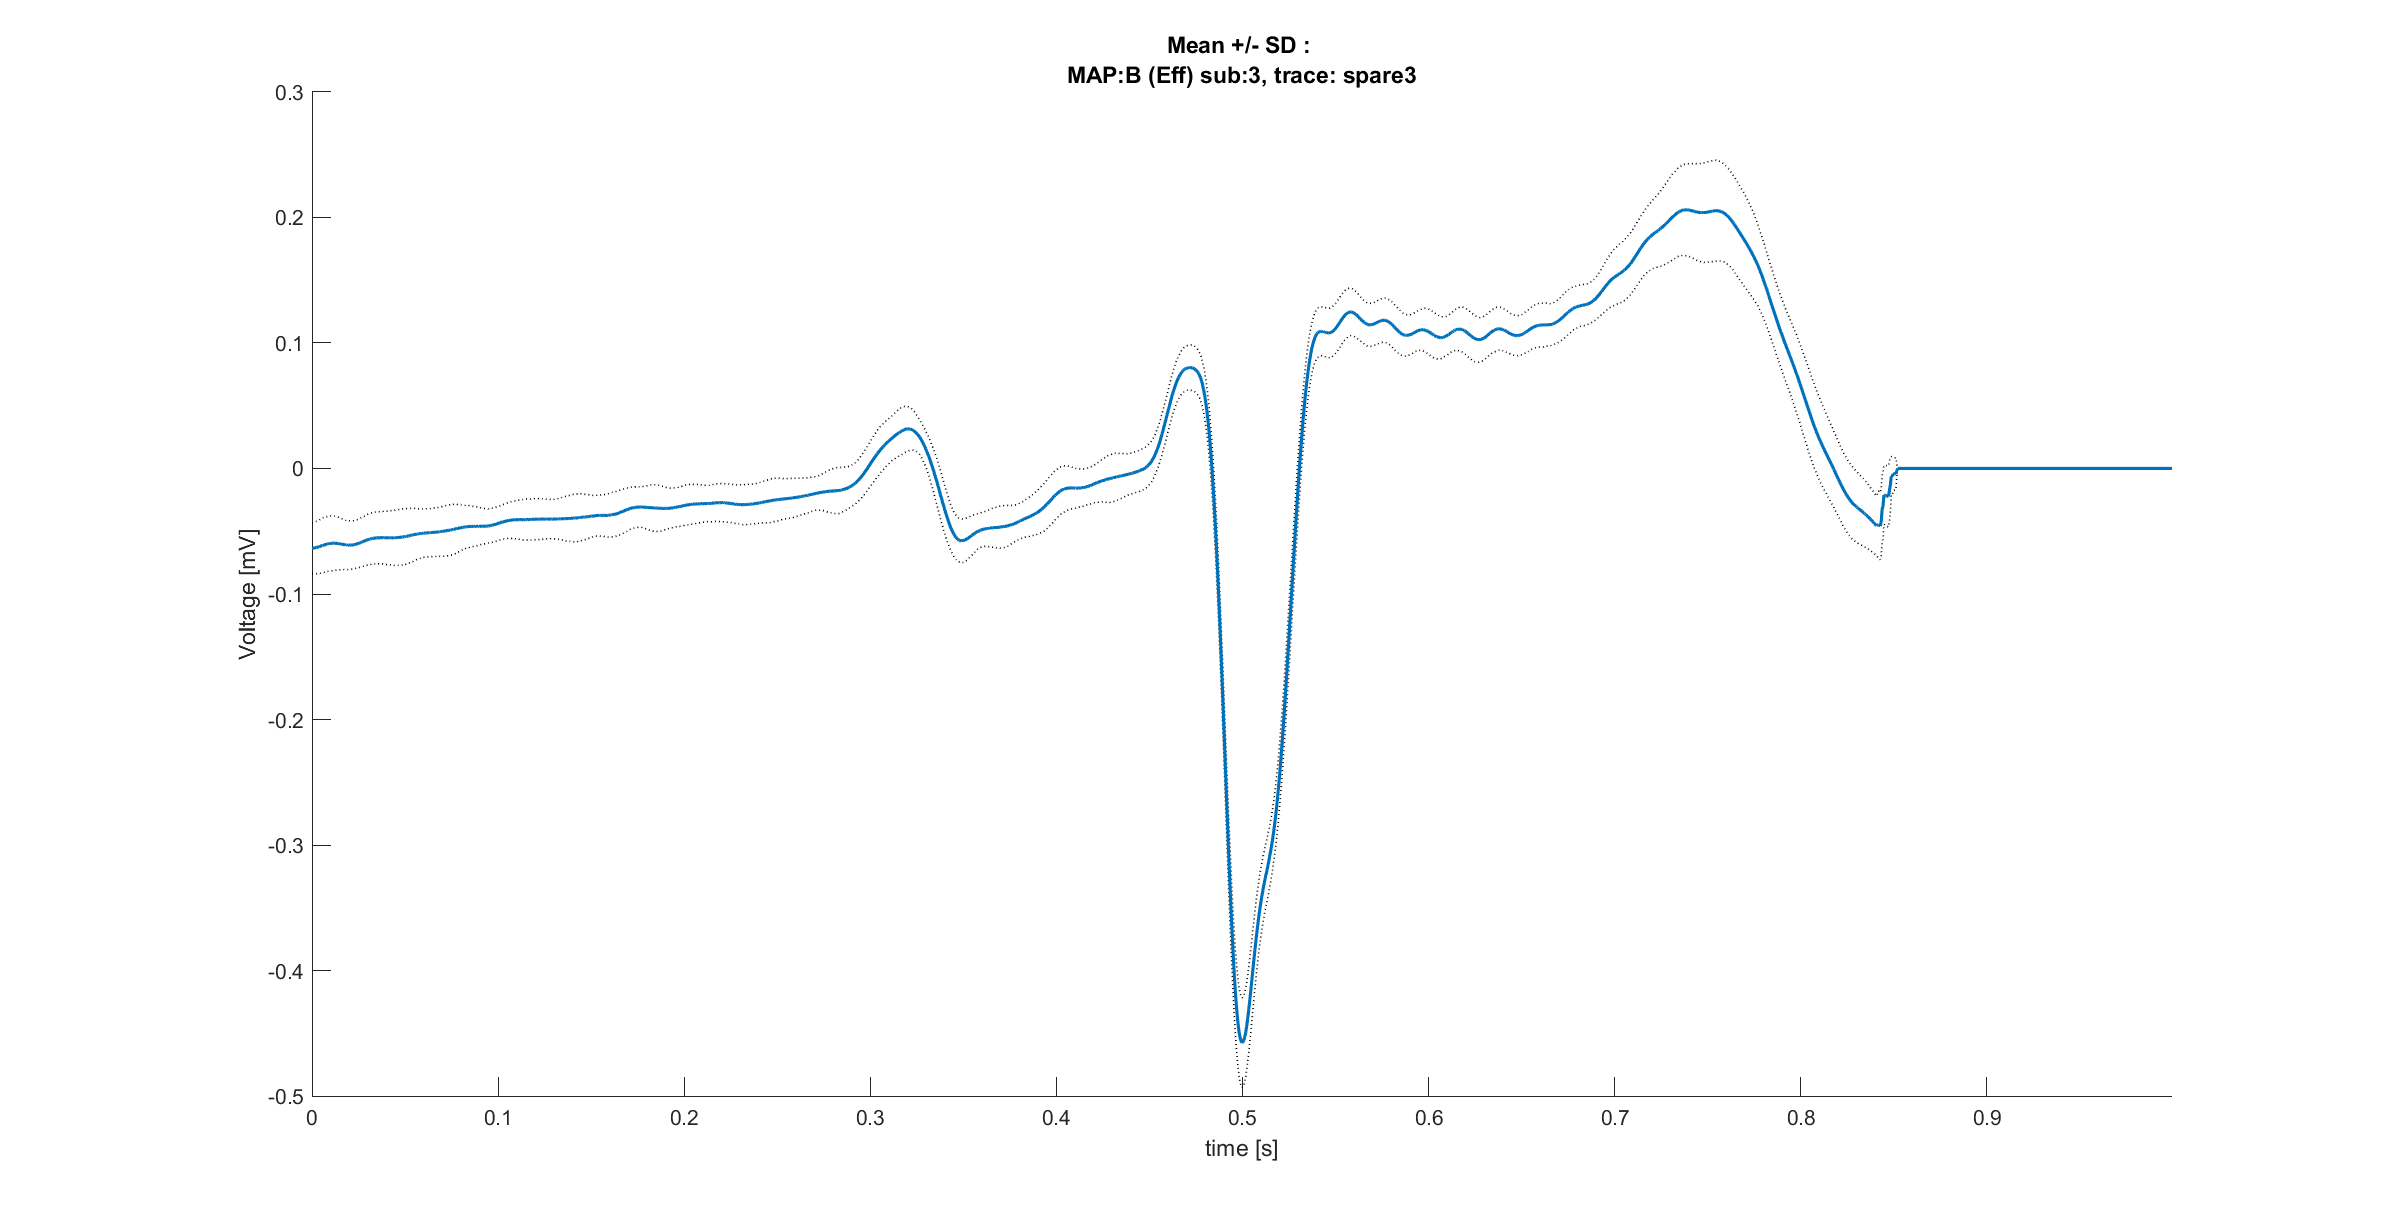 Mean +/- SD :
MAP:B (Eff) sub:3, trace: spare3
0.3
0.2
0.1
0
-0.1
-0.2
-0.3
-0.4
-0.5
Voltage [mV]
0 0.1 0.2 0.3 0.4 0.5 0.6 0.7 0.8 0.9
time [s]